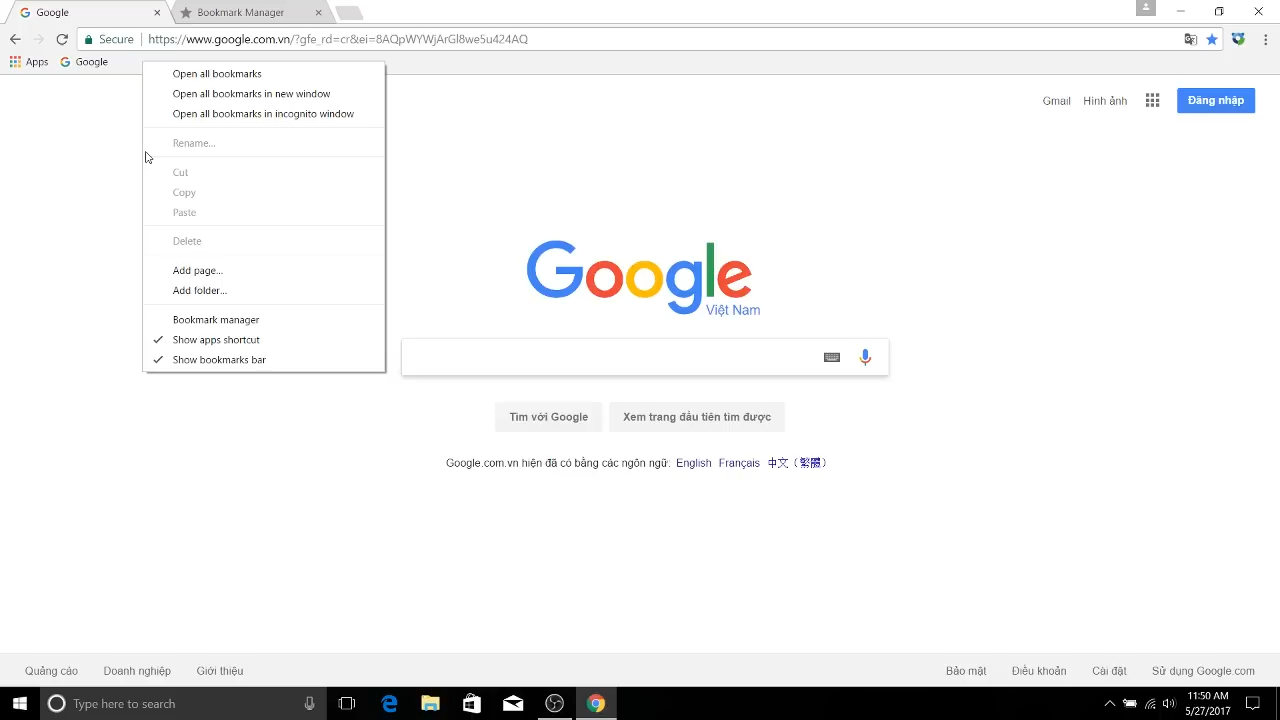 Google
Bookmark Manager
Secure
https://www.google.com.vn/?gfe_rd=cr&ei=8AQpWYWjArGl8we5u424AQ
Apps
Google
Open all bookmarks
Open all bookmarks in new window
Open all bookmarks in incognito window
Rename...
Cut
Copy
Paste
Delete
Add page...
Add folder...
Bookmark manager
Show apps shortcut
Show bookmarks bar
Gmail
Hình ảnh
Đăng nhập
Google
Việt Nam
Tìm với Google
Xem trang đầu tiên tìm được
Google.com.vn hiện đã có bằng các ngôn ngữ: English Français 中文（繁體）
Quảng cáo
Doanh nghiệp
Giới thiệu
Bảo mật
Điều khoản
Cài đặt
Sử dụng Google.com
Type here to search
11:50 AM
5/27/2017